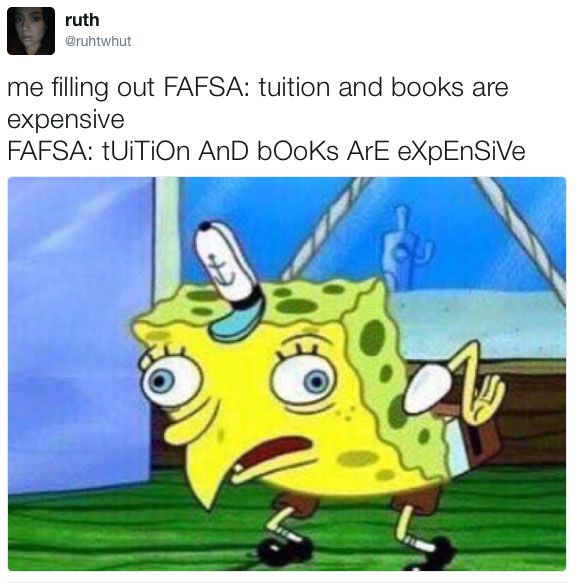 ruth
@ruhtwhut
me filling out FAFSA: tuition and books are
expensive
FAFSA: tUiTiOn AnD bOoKs ArE eXpEnSiVe